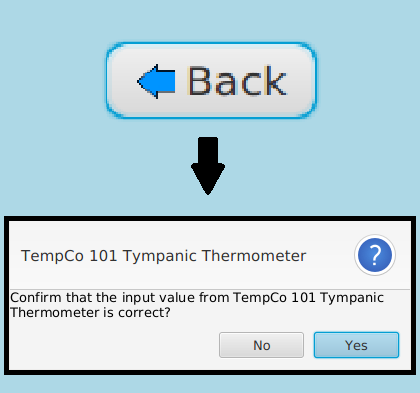 Back
TempCo 101 Tympanic Thermometer
?
Confirm that the input value from TempCo 101 Tympanic
Thermometer is correct?
No
Yes